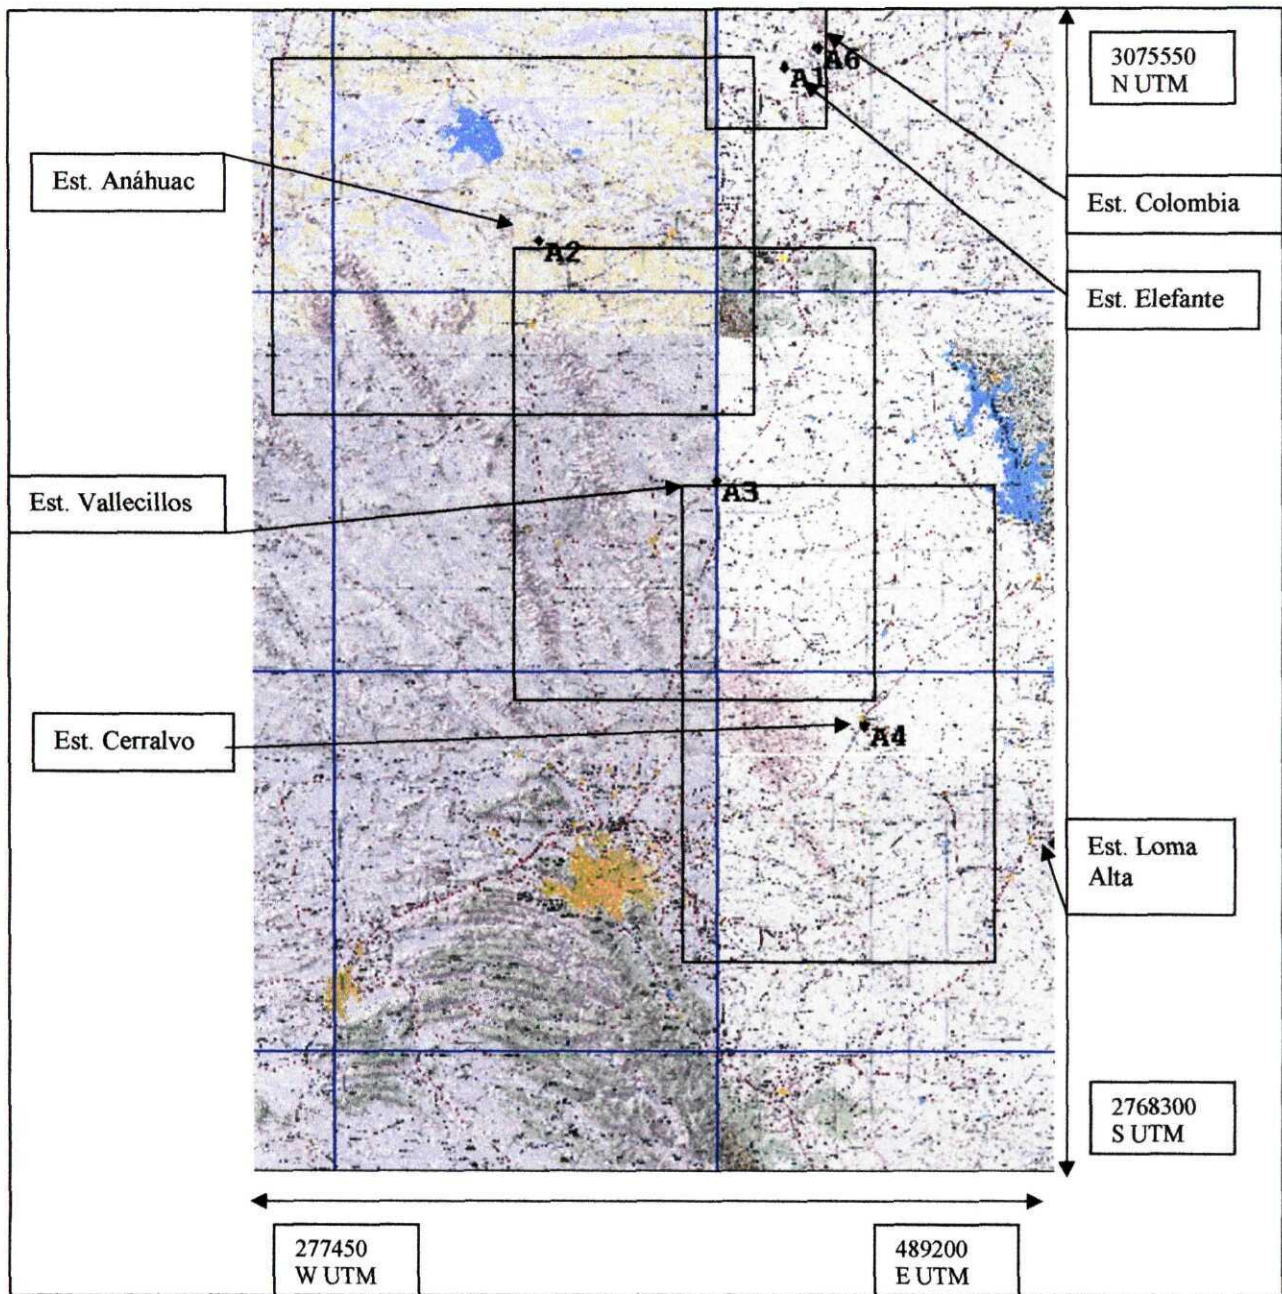 3075550
N UTM
A6
A1
Est. Anáhuac
Est. Colombia
A2
Est. Elefante
Est. Vallecillos
A3
Est. Cerralvo
A4
Est. Loma
Alta
2768300
S UTM
277450
W UTM
489200
E UTM